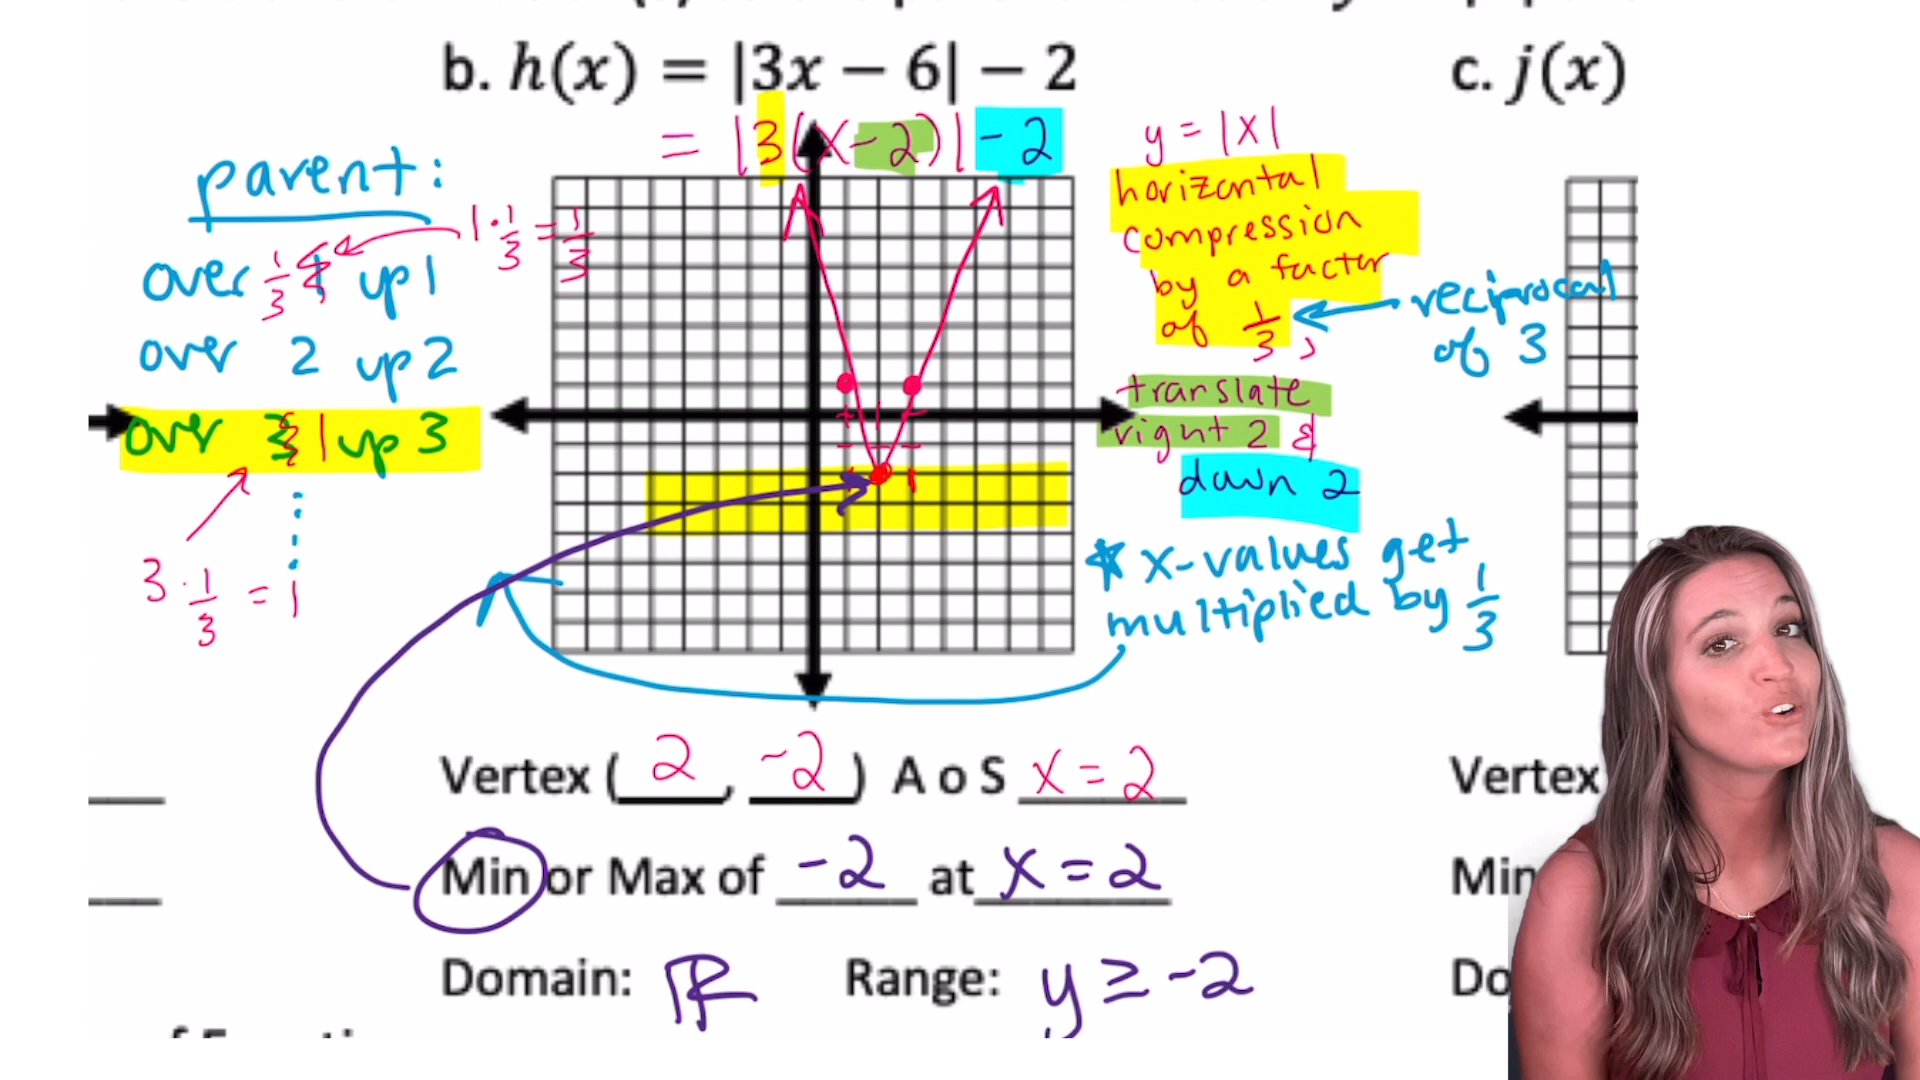 b. h(x) = |3x − 6| − 2
c. j(x)
= |3(x-2)| -2
y = |x|
parent:
1·1/3=1/3
horizontal
compression
by a factor
of 1/3,
over 1/3 1 up 1
reciprocal
of 3
over 2 up 2
translate
right 2 &
over 3 1 up 3
down 2
* x-values get
multiplied by 1/3
3·1/3 = 1
Vertex (2, -2) A o S x = 2
Vertex
Min or Max of -2 at x = 2
Min
Domain: ℝ Range: y ≥ -2
Do